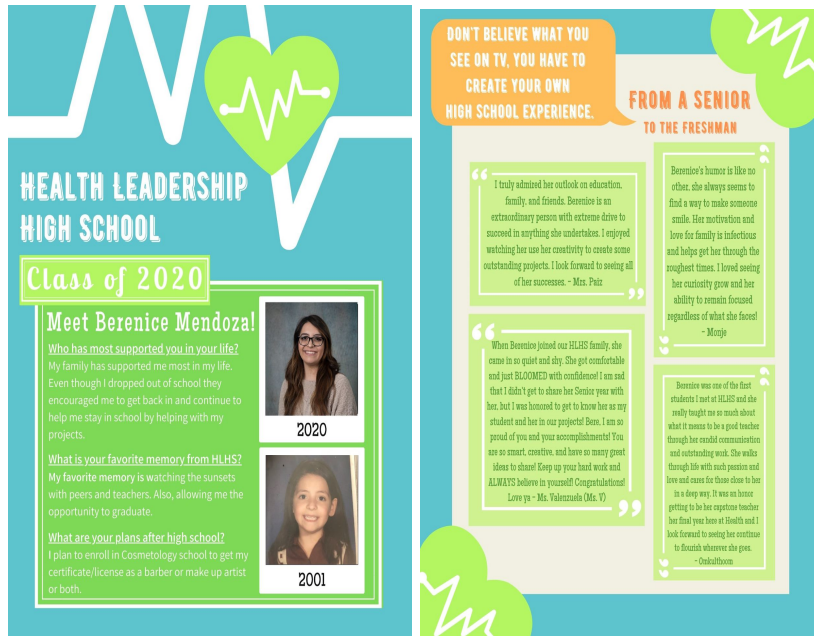 HEALTH LEADERSHIP
HIGH SCHOOL
Class of 2020
Meet Berenice Mendoza!
Who has most supported you in your life?
My family has supported me most in my life.
Even though I dropped out of school they
encouraged me to get back in and continue to
help me stay in school by helping with my
projects.
What is your favorite memory from HLHS?
My favorite memory is watching the sunsets
with peers and teachers. Also, allowing me the
opportunity to graduate.
What are your plans after high school?
I plan to enroll in Cosmetology school to get my
certificate/license as a barber or make up artist
or both.
2020
2001
DON'T BELIEVE WHAT YOU
SEE ON TV, YOU HAVE TO
CREATE YOUR OWN
HIGH SCHOOL EXPERIENCE.
FROM A SENIOR
TO THE FRESHMAN
I truly admired her outlook on education,
family, and friends. Berenice is an
extraordinary person with extreme drive to
succeed in anything she undertakes. I enjoyed
watching her use her creativity to create some
outstanding projects. I look forward to seeing all
of her successes. ~ Mrs. Paiz
Berenice's humor is like no
other, she always seems to
find a way to make someone
smile. Her motivation and
love for family is infectious
and helps get her through the
roughest times. I loved seeing
her curiosity grow and her
ability to remain focused
regardless of what she faces!
~ Monje
When Berenice joined our HLHS family, she
came in so quiet and shy. She got comfortable
and just BLOOMED with confidence! I am sad
that I didn't get to share her Senior year with
her, but I was honored to get to know her as my
student and her in our projects! Bere, I am so
proud of you and your accomplishments! You
are so smart, creative, and have so many great
ideas to share! Keep up your hard work and
ALWAYS believe in yourself! Congratulations!
Love ya ~ Ms. Valenzuela (Ms. V)
Berenice was one of the first
students I met at HLHS and she
really taught me so much about
what it means to be a good teacher
through her candid communication
and outstanding work. She walks
through life with such passion and
love and cares for those close to her
in a deep way. It was an honor
getting to be her capstone teacher
her final year here at Health and I
look forward to seeing her continue
to flourish wherever she goes.
~ Omkulthoom